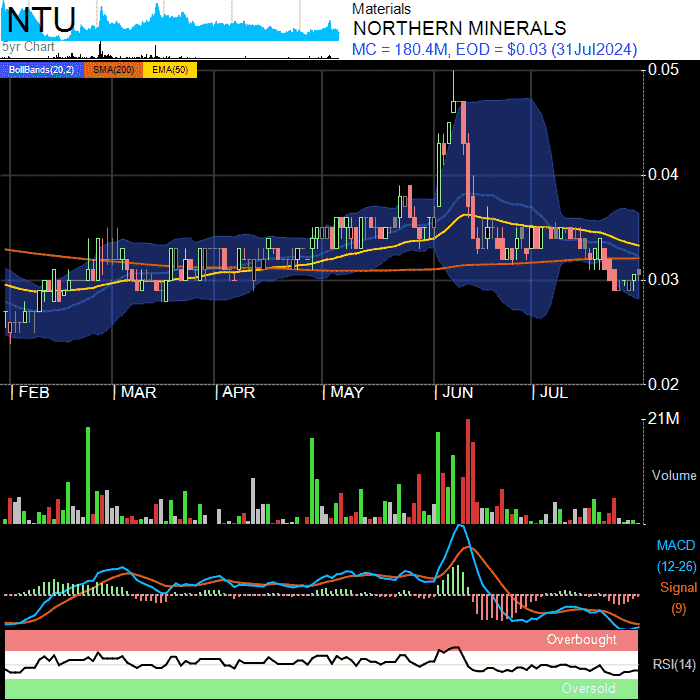 NTU
5yr Chart
Materials
NORTHERN MINERALS
MC = 180.4M, EOD = $0.03 (31Jul2024)
BollBands(20,2) SMA(200) EMA(50)
0.05
0.04
0.03
0.02
FEB MAR APR MAY JUN JUL
21M
Volume
MACD
(12-26)
Signal
(9)
Overbought
RSI(14)
Oversold